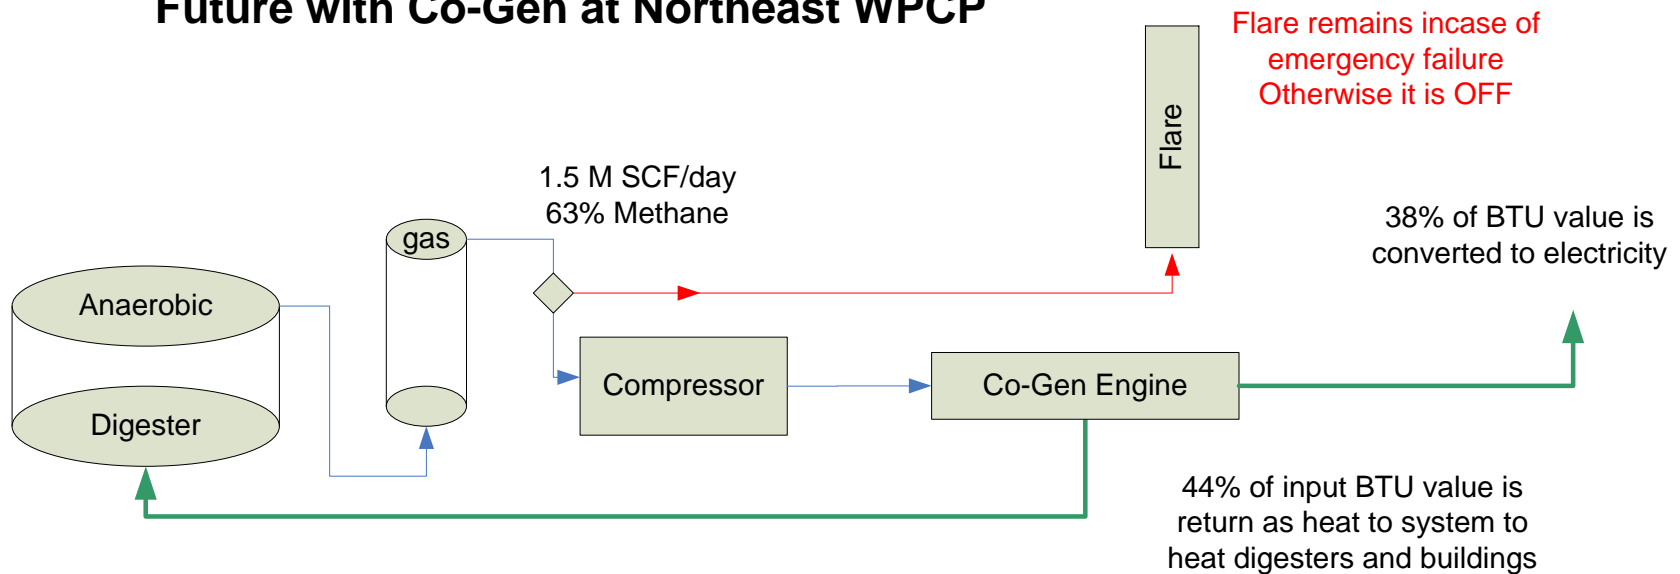 Future with Co-Gen at Northeast WPCP
Flare remains incase of
emergency failure
Otherwise it is OFF
Flare
1.5 M SCF/day
63% Methane
38% of BTU value is
converted to electricity
gas
Anaerobic
Digester
Compressor
Co-Gen Engine
44% of input BTU value is
return as heat to system to
heat digesters and buildings